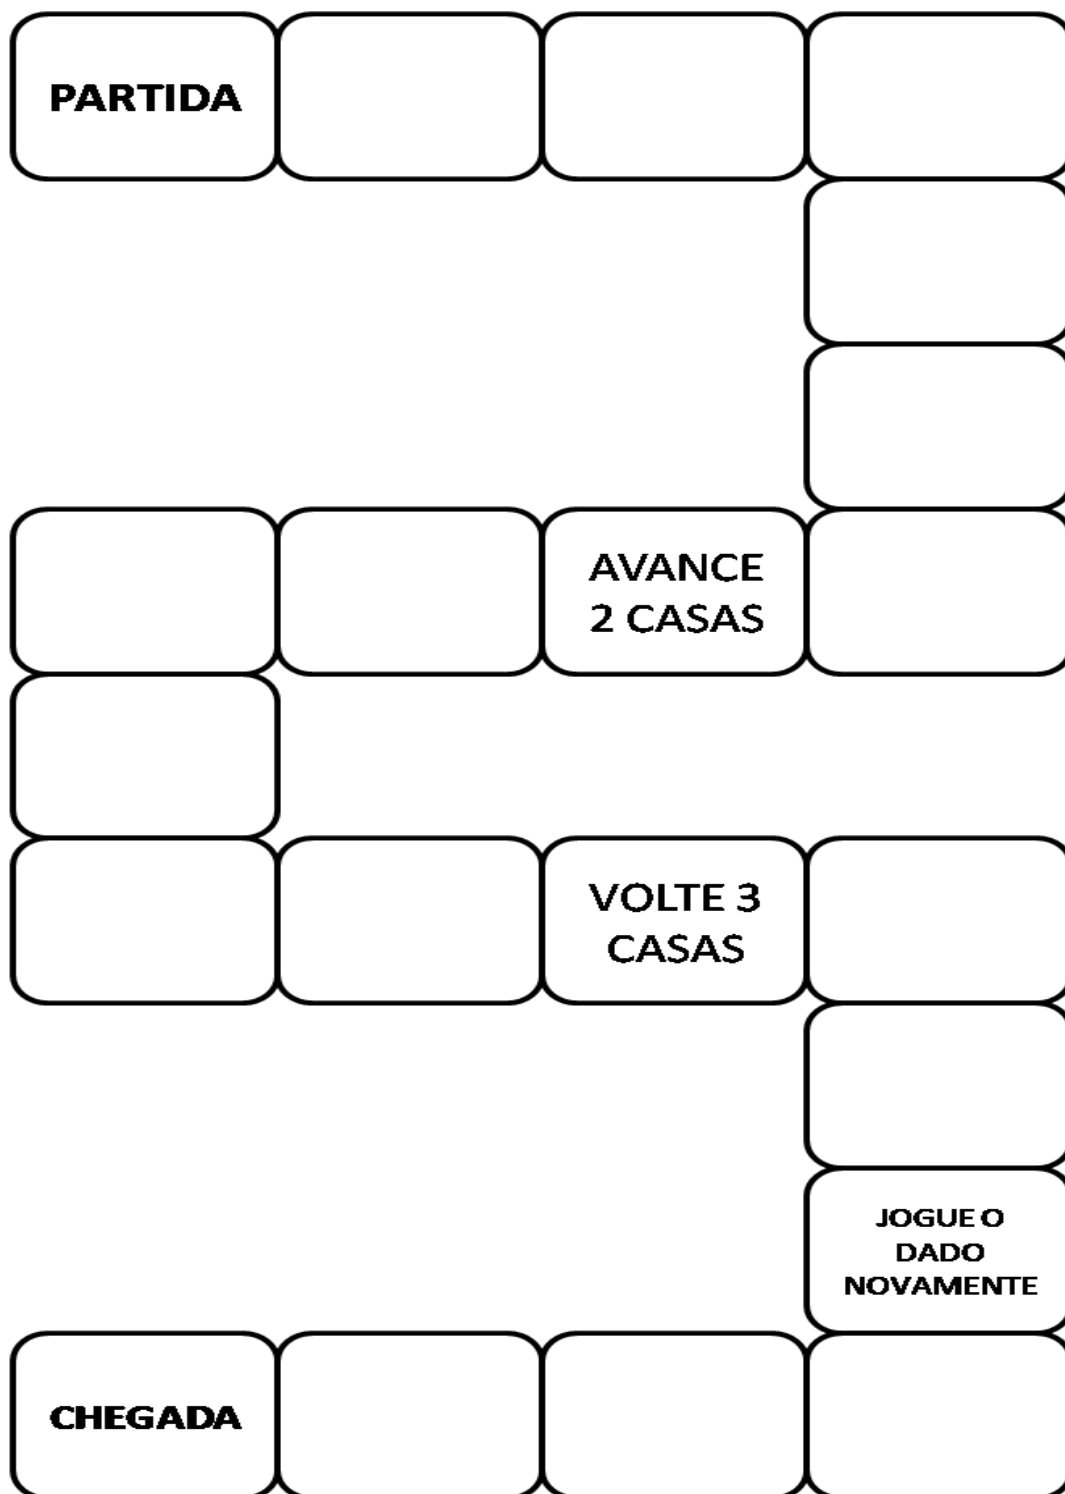 PARTIDA
AVANCE
2 CASAS
VOLTE 3
CASAS
JOGUE O
DADO
NOVAMENTE
CHEGADA